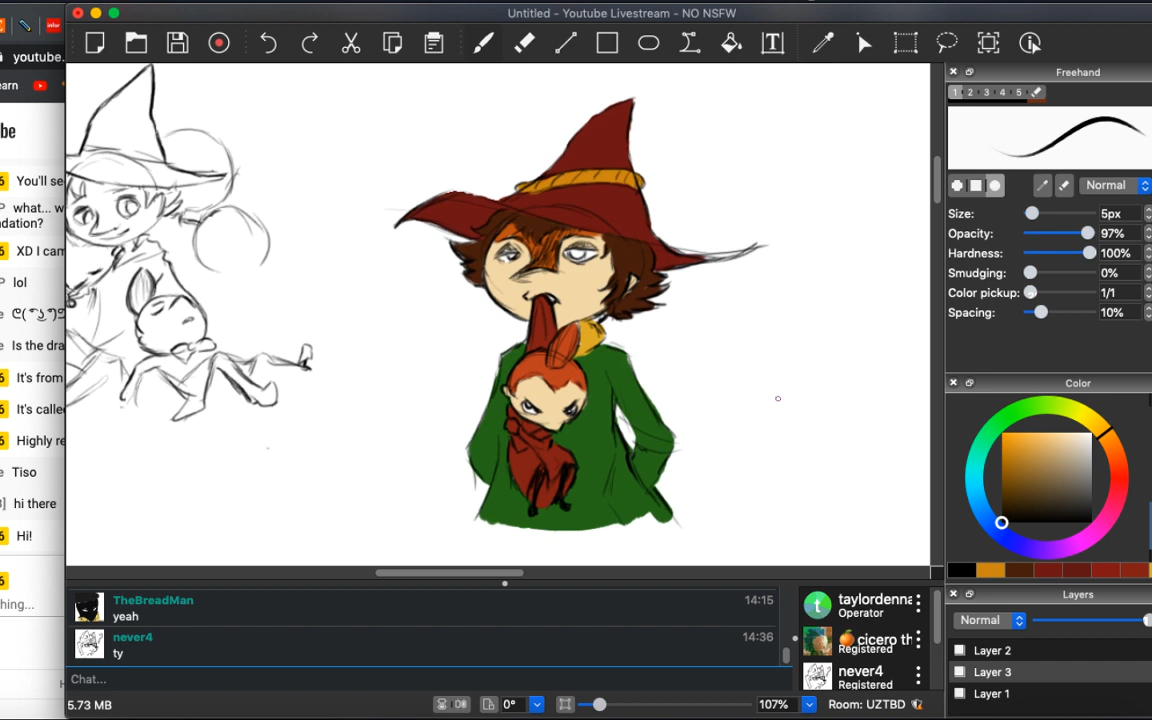 Untitled - Youtube Livestream - NO NSFW
youtube.
earn
be
You'll se
what... w
dation?
XD I cam
lol
Is the dra
It's from
It's calle
Highly re
Tiso
hi there
Hi!
hing...
Freehand
1 2 3 4 5
Normal
Size: 5px
Opacity: 97%
Hardness: 100%
Smudging: 0%
Color pickup: 1/1
Spacing: 10%
Color
Layers
Normal
Layer 2
Layer 3
Layer 1
TheBreadMan 14:15
yeah
never4 14:36
ty
Chat...
t taylordenna
Operator
cicero th
Registered
never4
Registered
5.73 MB
0°
107%
Room: UZTBD